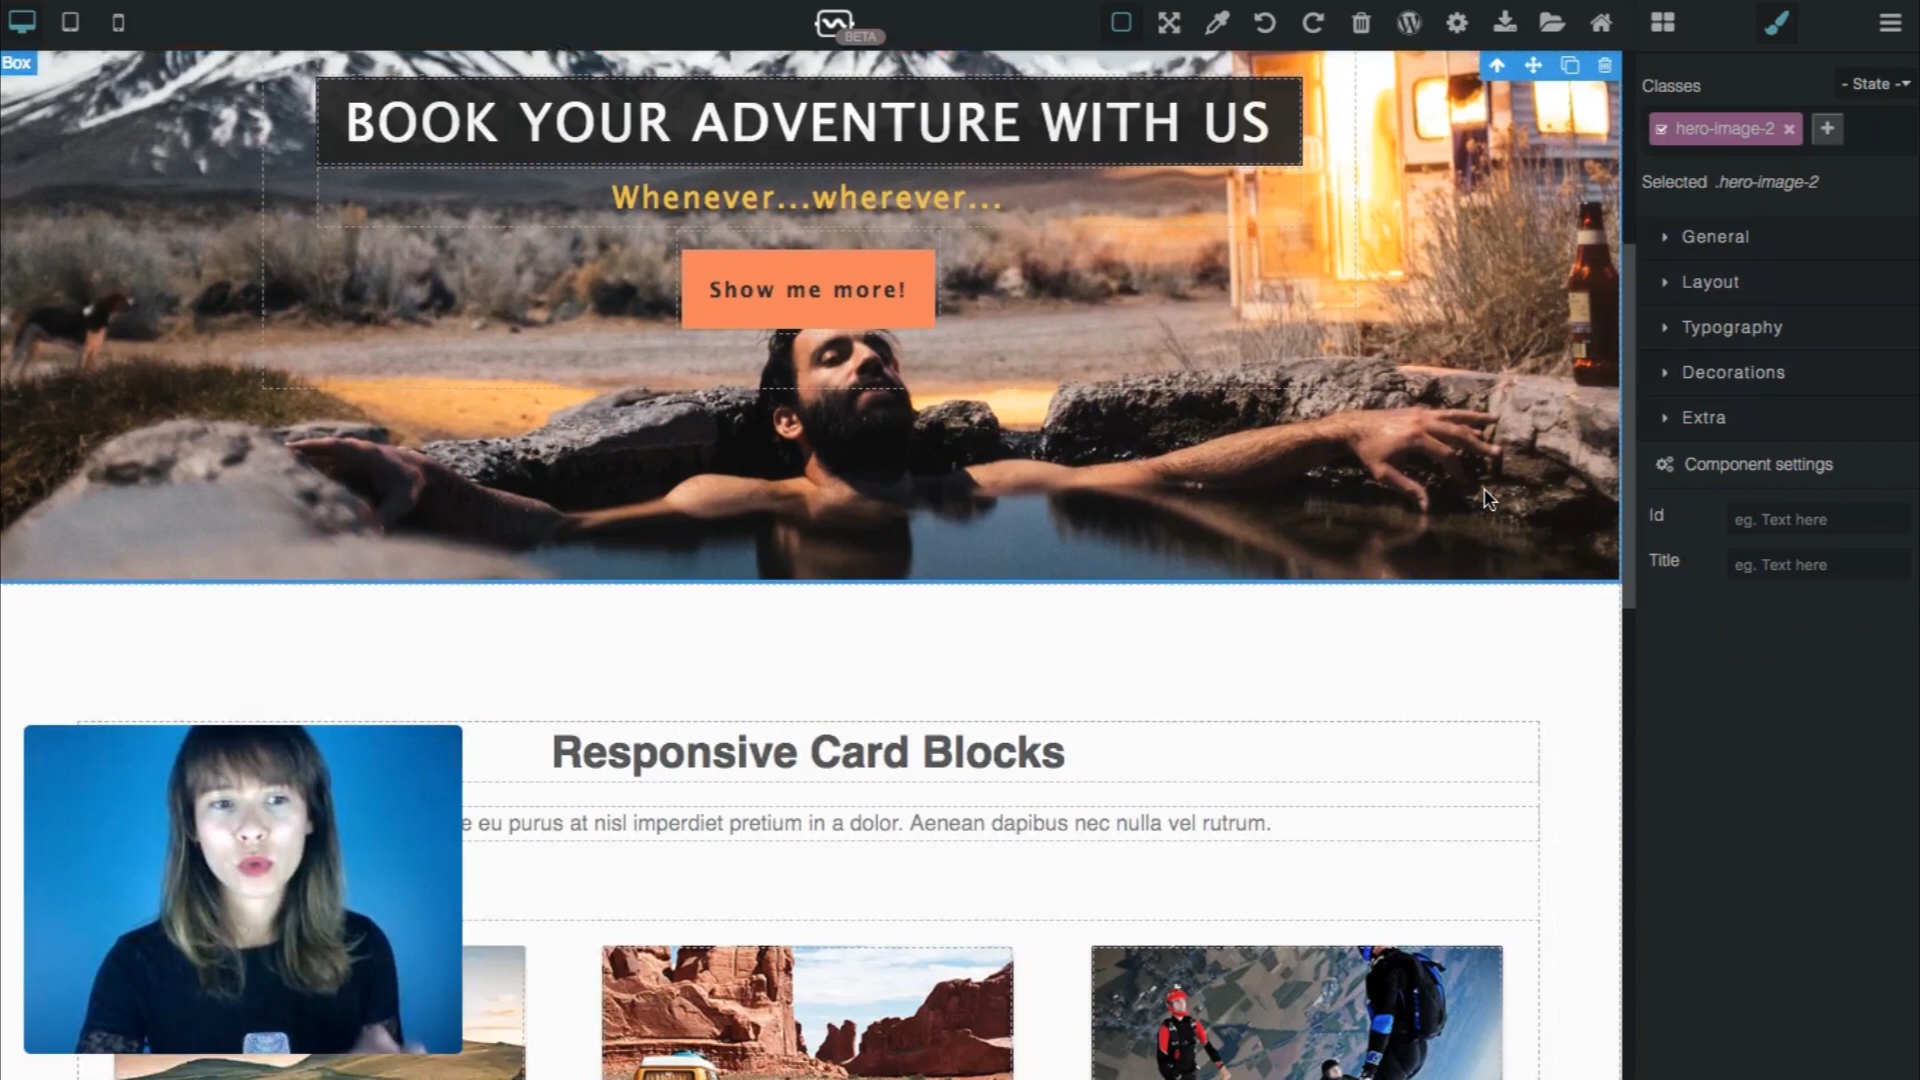 BETA
Box
BOOK YOUR ADVENTURE WITH US
Whenever...wherever...
Show me more!
Responsive Card Blocks
e eu purus at nisl imperdiet pretium in a dolor. Aenean dapibus nec nulla vel rutrum.
Classes
- State -
hero-image-2
Selected .hero-image-2
General
Layout
Typography
Decorations
Extra
Component settings
Id
eg. Text here
Title
eg. Text here